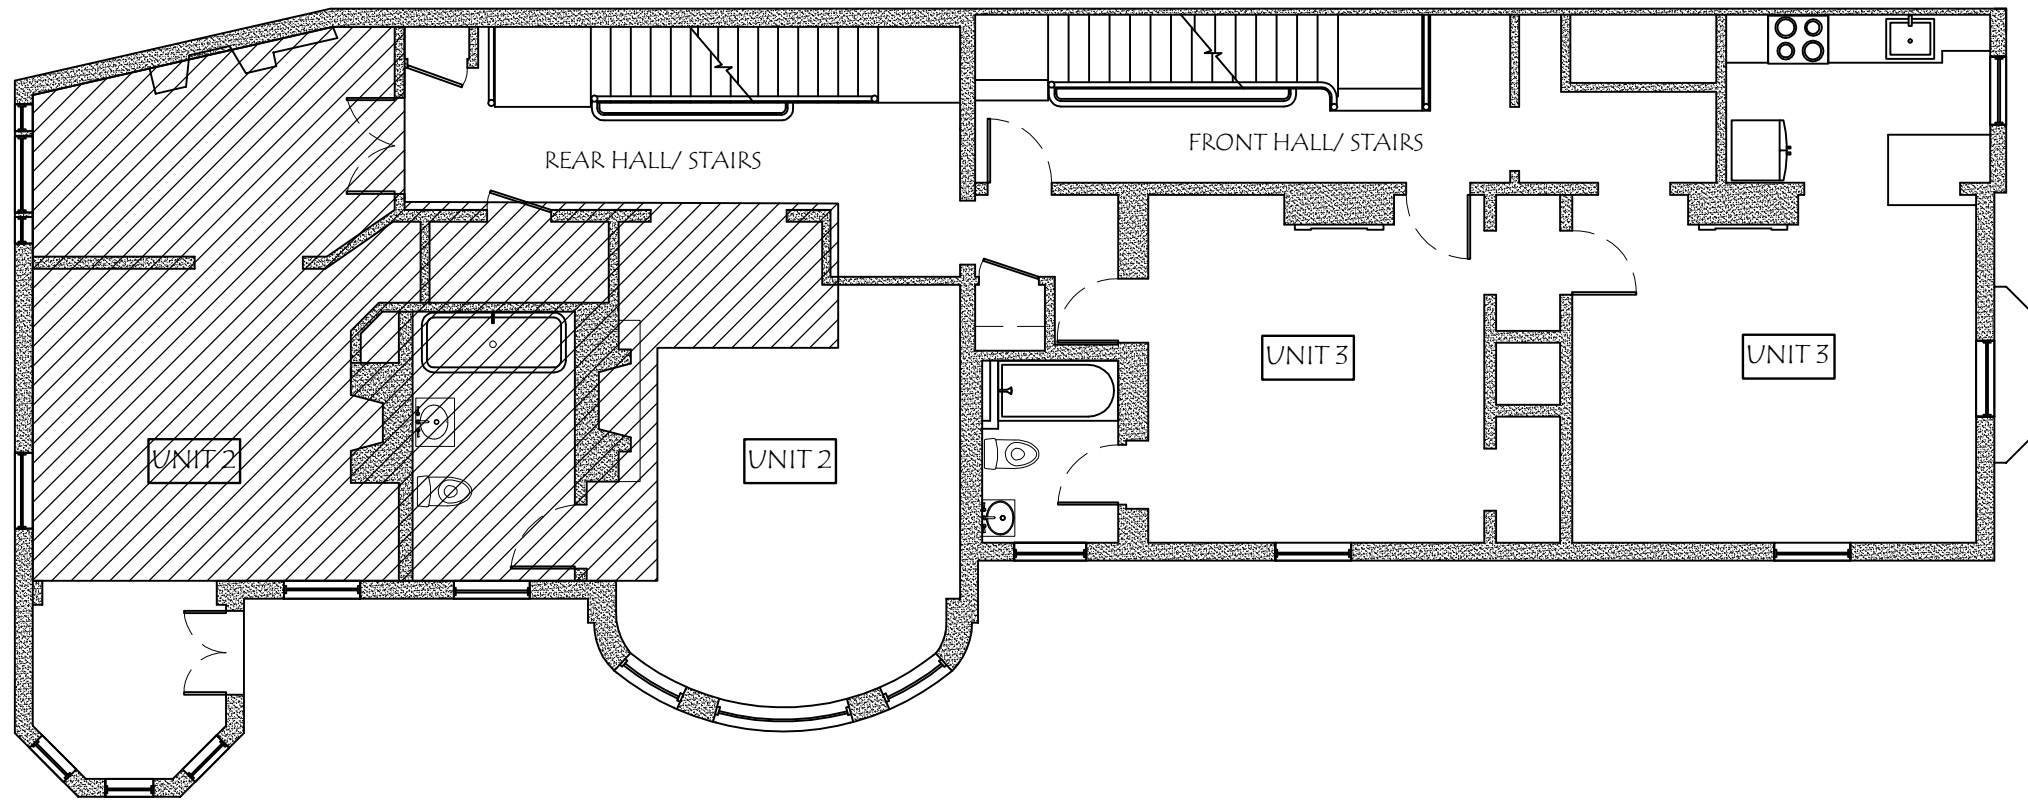 FRONT HALL/ STAIRS
REAR HALL/ STAIRS
UNIT 3
UNIT 3
UNIT 2
UNIT 2